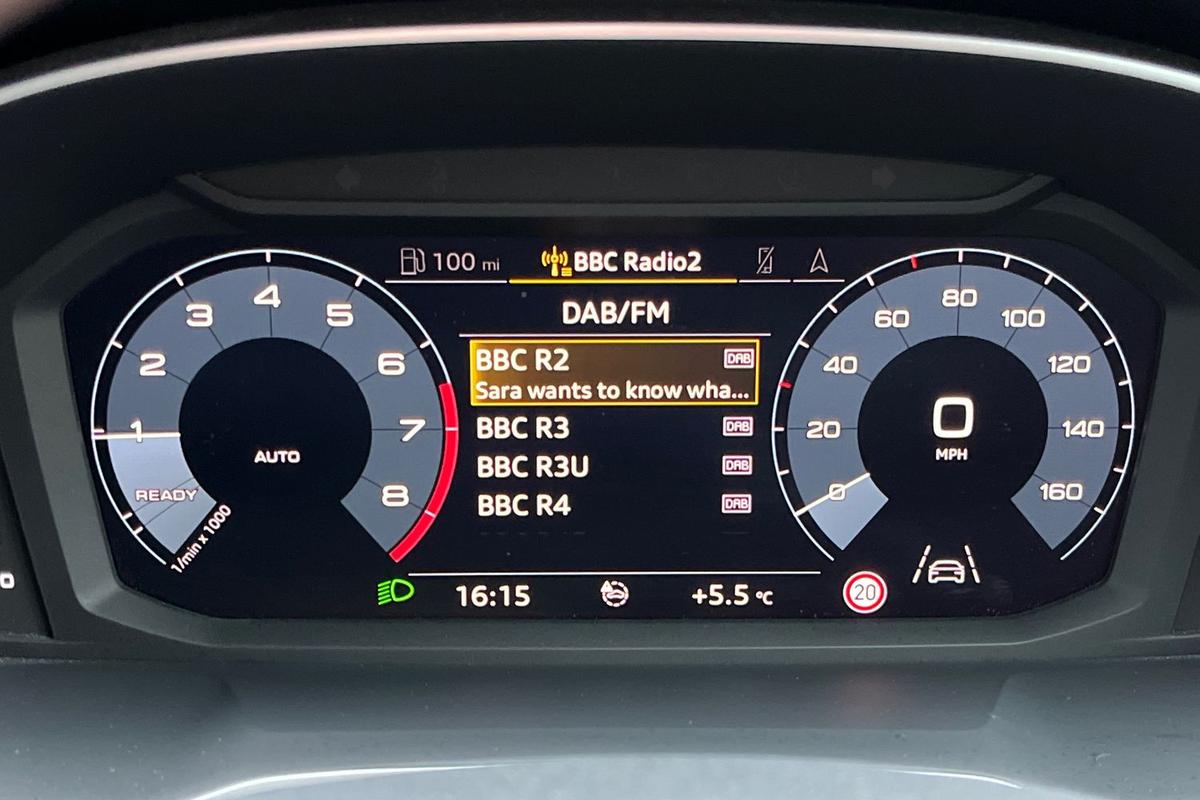 100 mi
BBC Radio2
DAB/FM
BBC R2 DAB
Sara wants to know wha...
BBC R3 DAB
BBC R3U DAB
BBC R4 DAB
1 2 3 4 5 6 7 8
AUTO
READY
1/min x 1000
0 20 40 60 80 100 120 140 160
0
MPH
16:15
+5.5 °C
20